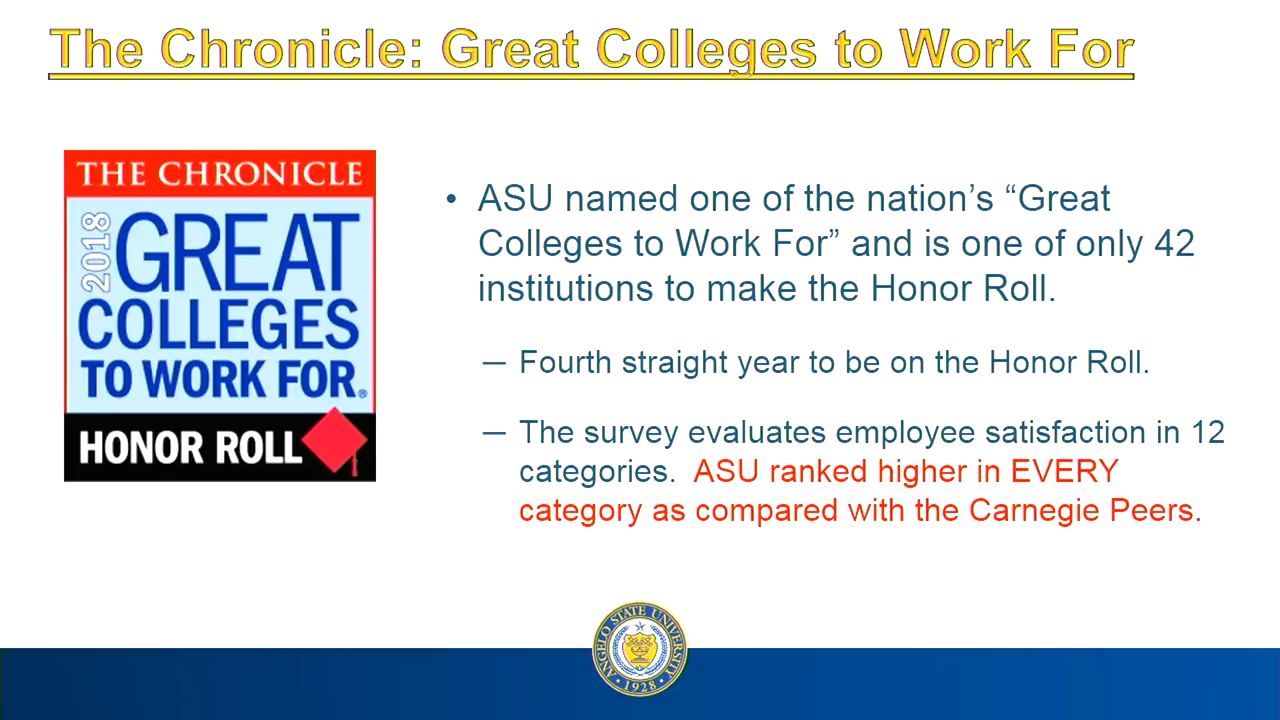 The Chronicle: Great Colleges to Work For
THE CHRONICLE
2018
GREAT
COLLEGES
TO WORK FOR®
HONOR ROLL
• ASU named one of the nation’s “Great
Colleges to Work For” and is one of only 42
institutions to make the Honor Roll.
— Fourth straight year to be on the Honor Roll.
— The survey evaluates employee satisfaction in 12
categories. ASU ranked higher in EVERY
category as compared with the Carnegie Peers.
ANGELO STATE UNIVERSITY
• 1928 •